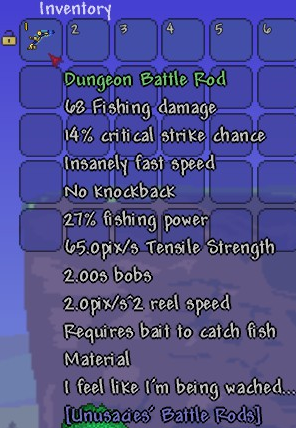 Inventory
1 2 3 4 5 6
Dungeon Battle Rod
68 Fishing damage
14% critical strike chance
Insanely fast speed
No knockback
27% fishing power
65.0pix/s Tensile Strength
2.00s bobs
2.0pix/s^2 reel speed
Requires bait to catch fish
Material
I feel like I'm being wached...
[Unusacies' Battle Rods]